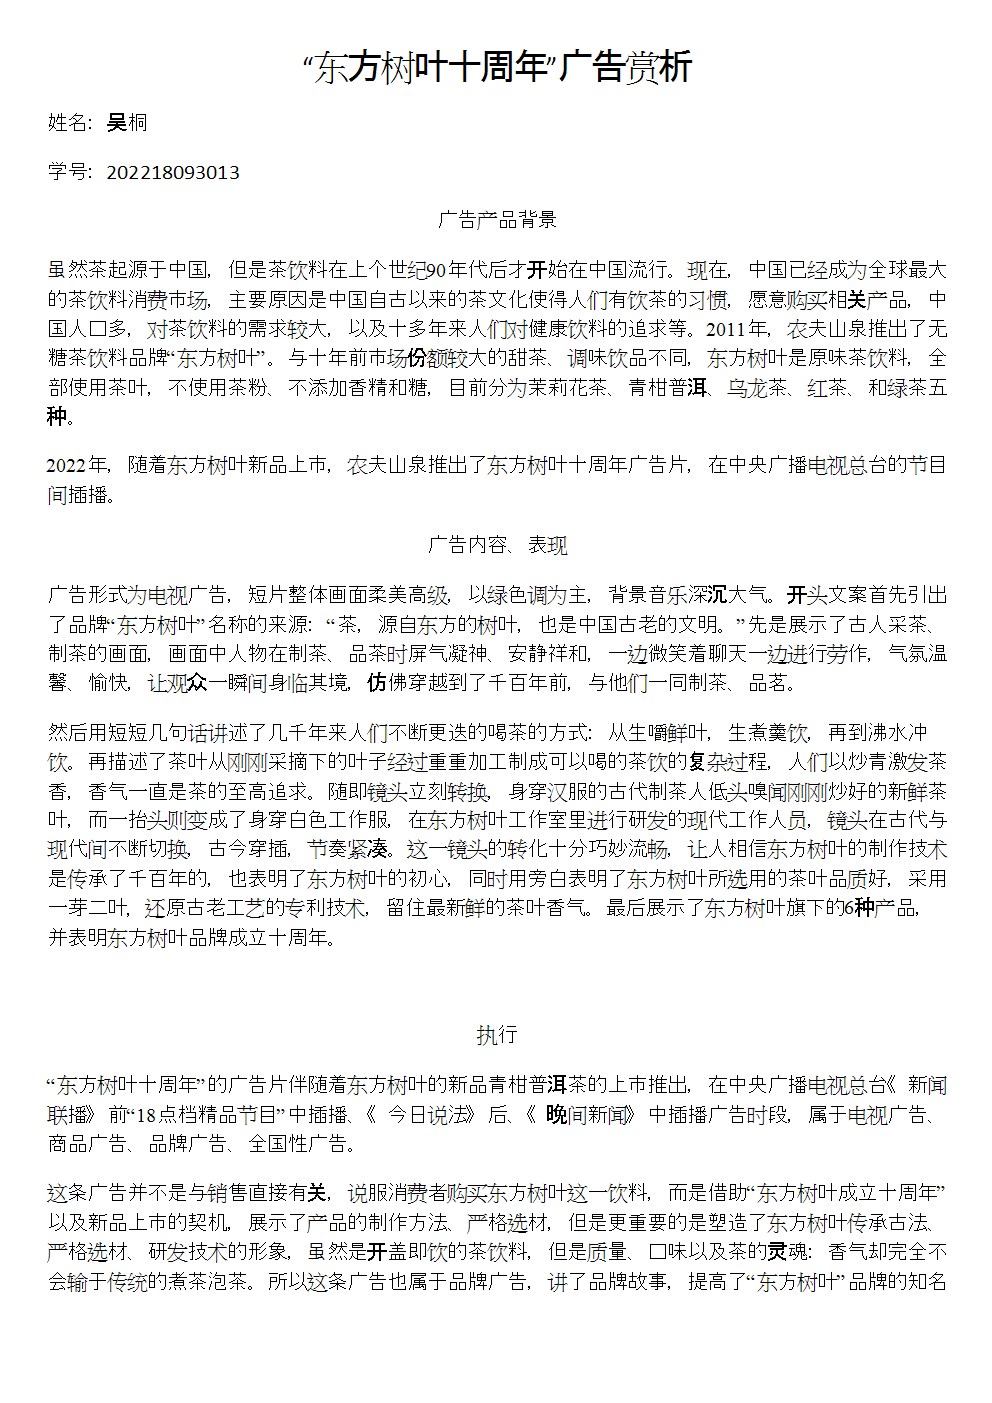 “东方树叶十周年”广告赏析
姓名：吴桐
学号：202218093013
广告产品背景
虽然茶起源于中国，但是茶饮料在上个世纪90年代后才开始在中国流行。现在，中国已经成为全球最大
的茶饮料消费市场，主要原因是中国自古以来的茶文化使得人们有饮茶的习惯，愿意购买相关产品，中
国人口多，对茶饮料的需求较大，以及十多年来人们对健康饮料的追求等。2011年，农夫山泉推出了无
糖茶饮料品牌“东方树叶”。与十年前市场份额较大的甜茶、调味饮品不同，东方树叶是原味茶饮料，全
部使用茶叶，不使用茶粉、不添加香精和糖，目前分为茉莉花茶、青柑普洱、乌龙茶、红茶、和绿茶五
种。
2022年，随着东方树叶新品上市，农夫山泉推出了东方树叶十周年广告片，在中央广播电视总台的节目
间插播。
广告内容、表现
广告形式为电视广告，短片整体画面柔美高级，以绿色调为主，背景音乐深沉大气。开头文案首先引出
了品牌“东方树叶”名称的来源：“茶，源自东方的树叶，也是中国古老的文明。”先是展示了古人采茶、
制茶的画面，画面中人物在制茶、品茶时屏气凝神、安静祥和，一边微笑着聊天一边进行劳作，气氛温
馨、愉快，让观众一瞬间身临其境，仿佛穿越到了千百年前，与他们一同制茶、品茗。
然后用短短几句话讲述了几千年来人们不断更迭的喝茶的方式：从生嚼鲜叶，生煮羹饮，再到沸水冲
饮。再描述了茶叶从刚刚采摘下的叶子经过重重加工制成可以喝的茶饮的复杂过程，人们以炒青激发茶
香，香气一直是茶的至高追求。随即镜头立刻转换，身穿汉服的古代制茶人低头嗅闻刚刚炒好的新鲜茶
叶，而一抬头则变成了身穿白色工作服，在东方树叶工作室里进行研发的现代工作人员，镜头在古代与
现代间不断切换，古今穿插，节奏紧凑。这一镜头的转化十分巧妙流畅，让人相信东方树叶的制作技术
是传承了千百年的，也表明了东方树叶的初心，同时用旁白表明了东方树叶所选用的茶叶品质好，采用
一芽二叶，还原古老工艺的专利技术，留住最新鲜的茶叶香气。最后展示了东方树叶旗下的6种产品，
并表明东方树叶品牌成立十周年。
执行
“东方树叶十周年”的广告片伴随着东方树叶的新品青柑普洱茶的上市推出，在中央广播电视总台《新闻
联播》前“18点档精品节目”中插播、《今日说法》后、《晚间新闻》中插播广告时段，属于电视广告、
商品广告、品牌广告、全国性广告。
这条广告并不是与销售直接有关，说服消费者购买东方树叶这一饮料，而是借助“东方树叶成立十周年”
以及新品上市的契机，展示了产品的制作方法、严格选材，但是更重要的是塑造了东方树叶传承古法、
严格选材、研发技术的形象，虽然是开盖即饮的茶饮料，但是质量、口味以及茶的灵魂：香气却完全不
会输于传统的煮茶泡茶。所以这条广告也属于品牌广告，讲了品牌故事，提高了“东方树叶”品牌的知名